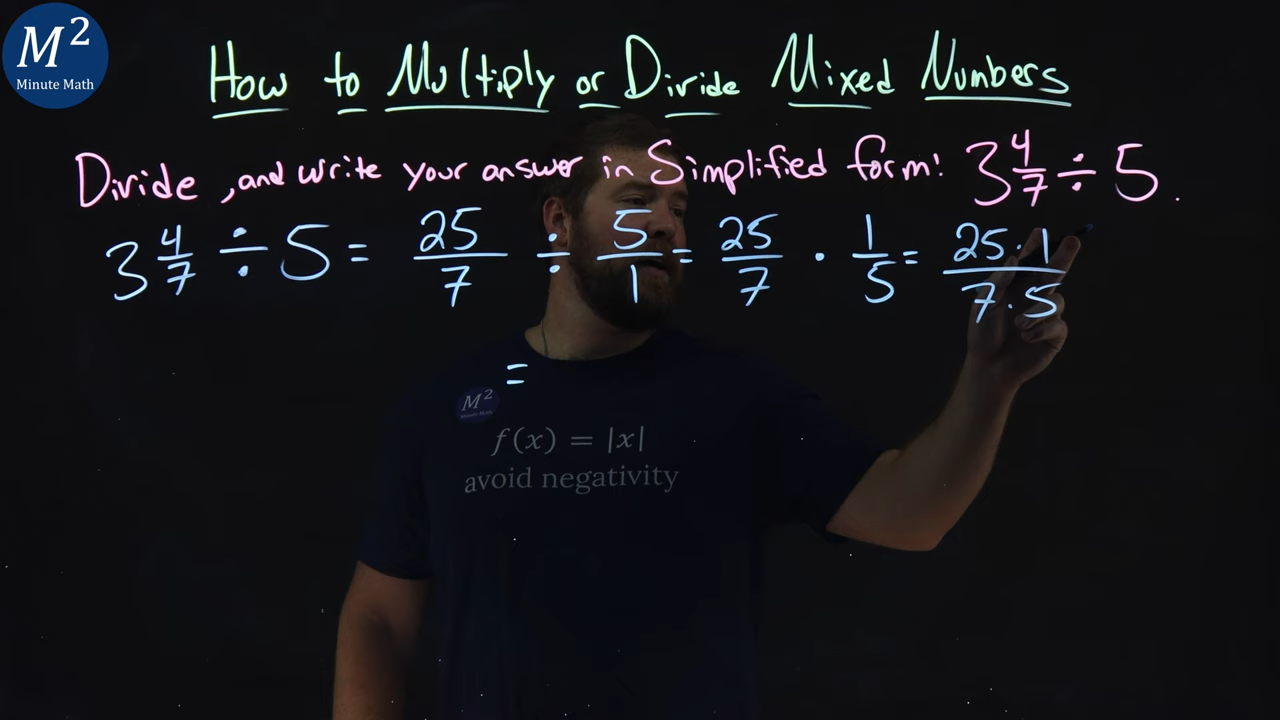 M²
Minute Math
How to Multiply or Divide Mixed Numbers
Divide, and write your answer in Simplified form: 3 4/7 ÷ 5.
3 4/7 ÷ 5 = 25/7 ÷ 5/1 = 25/7 · 1/5 = 25·1/7·5
=
M²
Minute Math
f(x) = |x|
avoid negativity